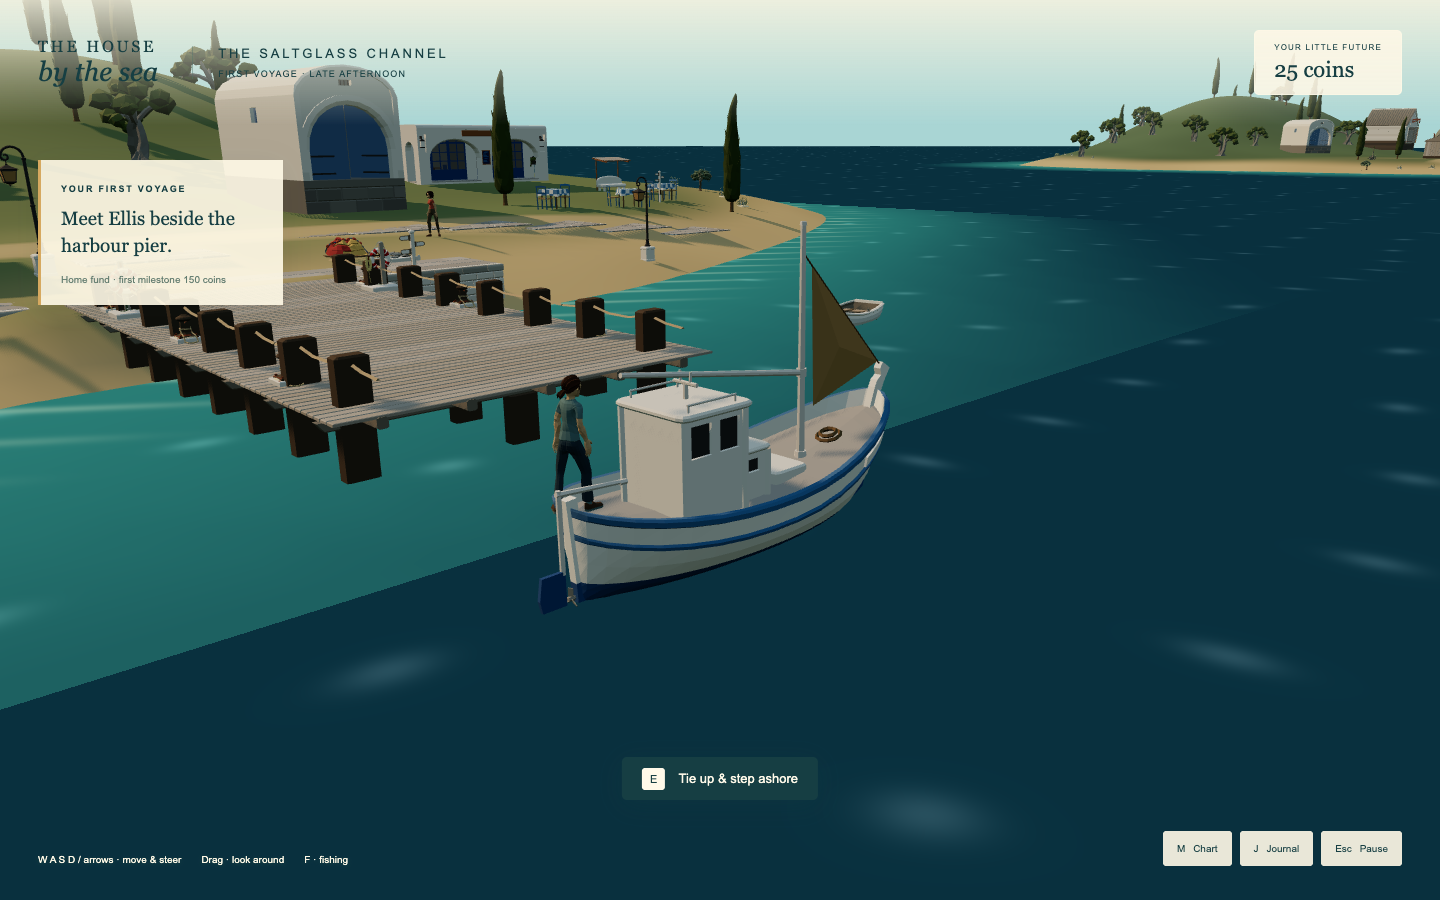 THE HOUSE
by the sea
THE SALTGLASS CHANNEL
FIRST VOYAGE · LATE AFTERNOON
YOUR LITTLE FUTURE
25 coins
YOUR FIRST VOYAGE
Meet Ellis beside the
harbour pier.
Home fund · first milestone 150 coins
E Tie up & step ashore
W A S D / arrows · move & steer Drag · look around F · fishing
M Chart J Journal Esc Pause